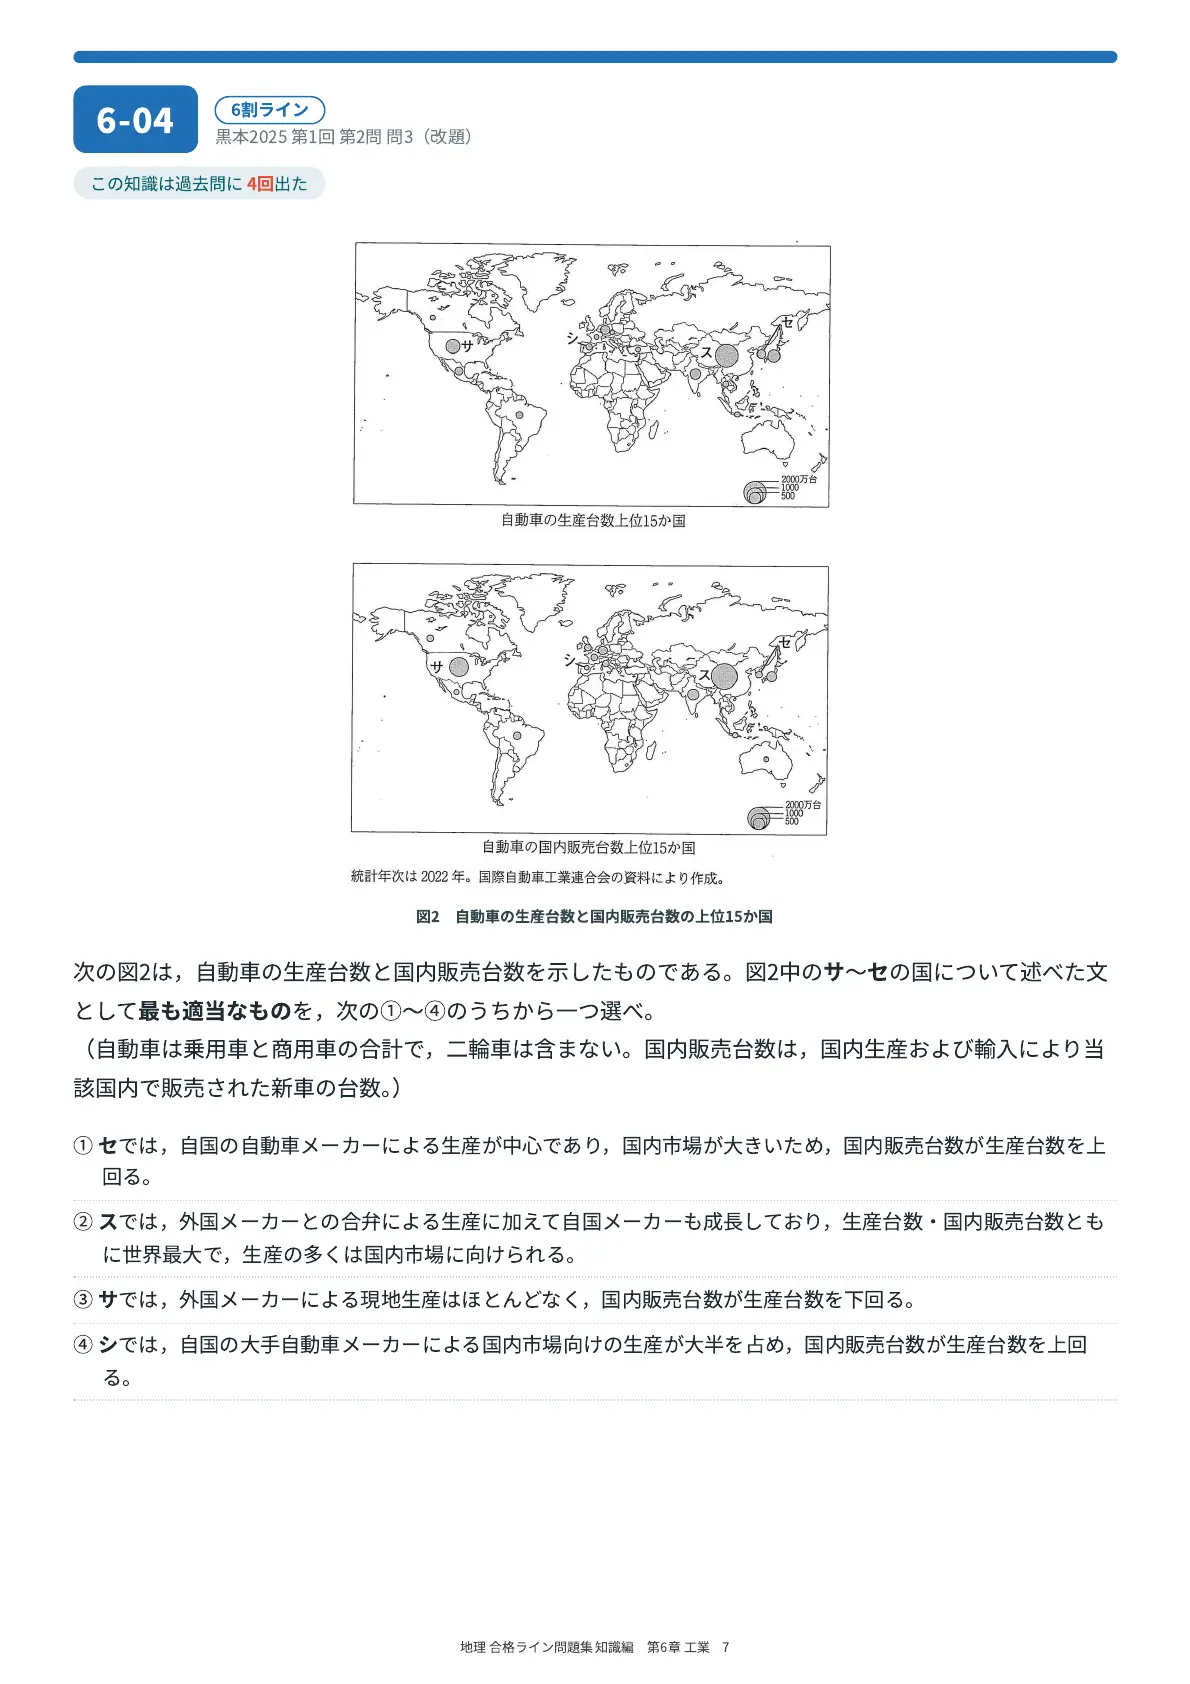 6-04
6割ライン
黒本2025 第1回 第2問 問3（改題）
この知識は過去問に 4回出た
サ
シ
ス
セ
2000万台
1000
500
自動車の生産台数上位15か国
サ
シ
ス
セ
2000万台
1000
500
自動車の国内販売台数上位15か国
統計年次は 2022 年。国際自動車工業連合会の資料により作成。
図2　自動車の生産台数と国内販売台数の上位15か国
次の図2は，自動車の生産台数と国内販売台数を示したものである。図2中のサ～セの国について述べた文
として最も適当なものを，次の①～④のうちから一つ選べ。
（自動車は乗用車と商用車の合計で，二輪車は含まない。国内販売台数は，国内生産および輸入により当
該国内で販売された新車の台数。）
① セでは，自国の自動車メーカーによる生産が中心であり，国内市場が大きいため，国内販売台数が生産台数を上
回る。
② スでは，外国メーカーとの合弁による生産に加えて自国メーカーも成長しており，生産台数・国内販売台数とも
に世界最大で，生産の多くは国内市場に向けられる。
③ サでは，外国メーカーによる現地生産はほとんどなく，国内販売台数が生産台数を下回る。
④ シでは，自国の大手自動車メーカーによる国内市場向けの生産が大半を占め，国内販売台数が生産台数を上回
る。
地理 合格ライン問題集 知識編　第6章 工業　7